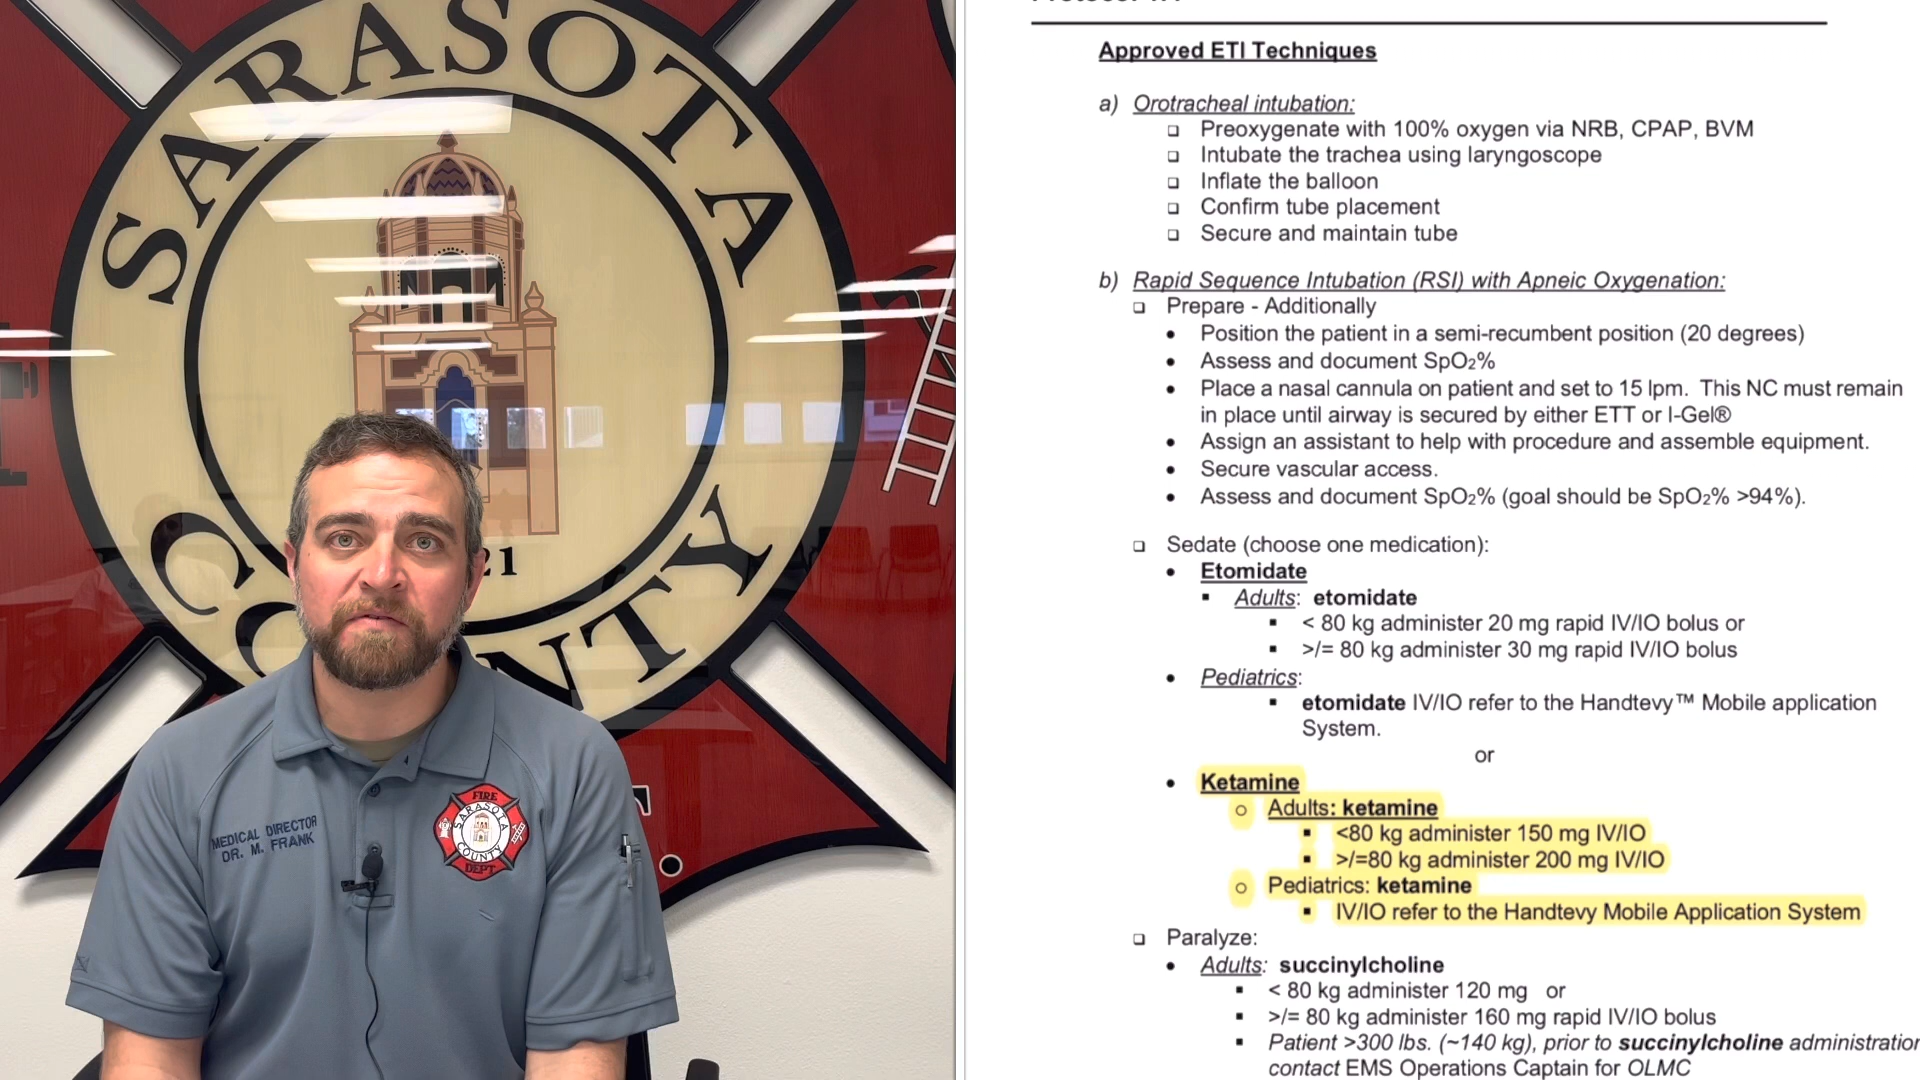 SARASOTA
COUNTY
21
MEDICAL DIRECTOR
DR. M. FRANK
FIRE
SARASOTA
COUNTY
DEPT
Approved ETI Techniques
a) Orotracheal intubation:
❏ Preoxygenate with 100% oxygen via NRB, CPAP, BVM
❏ Intubate the trachea using laryngoscope
❏ Inflate the balloon
❏ Confirm tube placement
❏ Secure and maintain tube
b) Rapid Sequence Intubation (RSI) with Apneic Oxygenation:
❏ Prepare - Additionally
• Position the patient in a semi-recumbent position (20 degrees)
• Assess and document SpO₂%
• Place a nasal cannula on patient and set to 15 lpm. This NC must remain
in place until airway is secured by either ETT or I-Gel®
• Assign an assistant to help with procedure and assemble equipment.
• Secure vascular access.
• Assess and document SpO₂% (goal should be SpO₂% >94%).
❏ Sedate (choose one medication):
• Etomidate
▪ Adults: etomidate
▪ < 80 kg administer 20 mg rapid IV/IO bolus or
▪ >/= 80 kg administer 30 mg rapid IV/IO bolus
• Pediatrics:
▪ etomidate IV/IO refer to the Handtevy™ Mobile application
System.
or
• Ketamine
○ Adults: ketamine
▪ <80 kg administer 150 mg IV/IO
▪ >/=80 kg administer 200 mg IV/IO
○ Pediatrics: ketamine
▪ IV/IO refer to the Handtevy Mobile Application System
❏ Paralyze:
• Adults: succinylcholine
▪ < 80 kg administer 120 mg or
▪ >/= 80 kg administer 160 mg rapid IV/IO bolus
▪ Patient >300 lbs. (~140 kg), prior to succinylcholine administration
contact EMS Operations Captain for OLMC